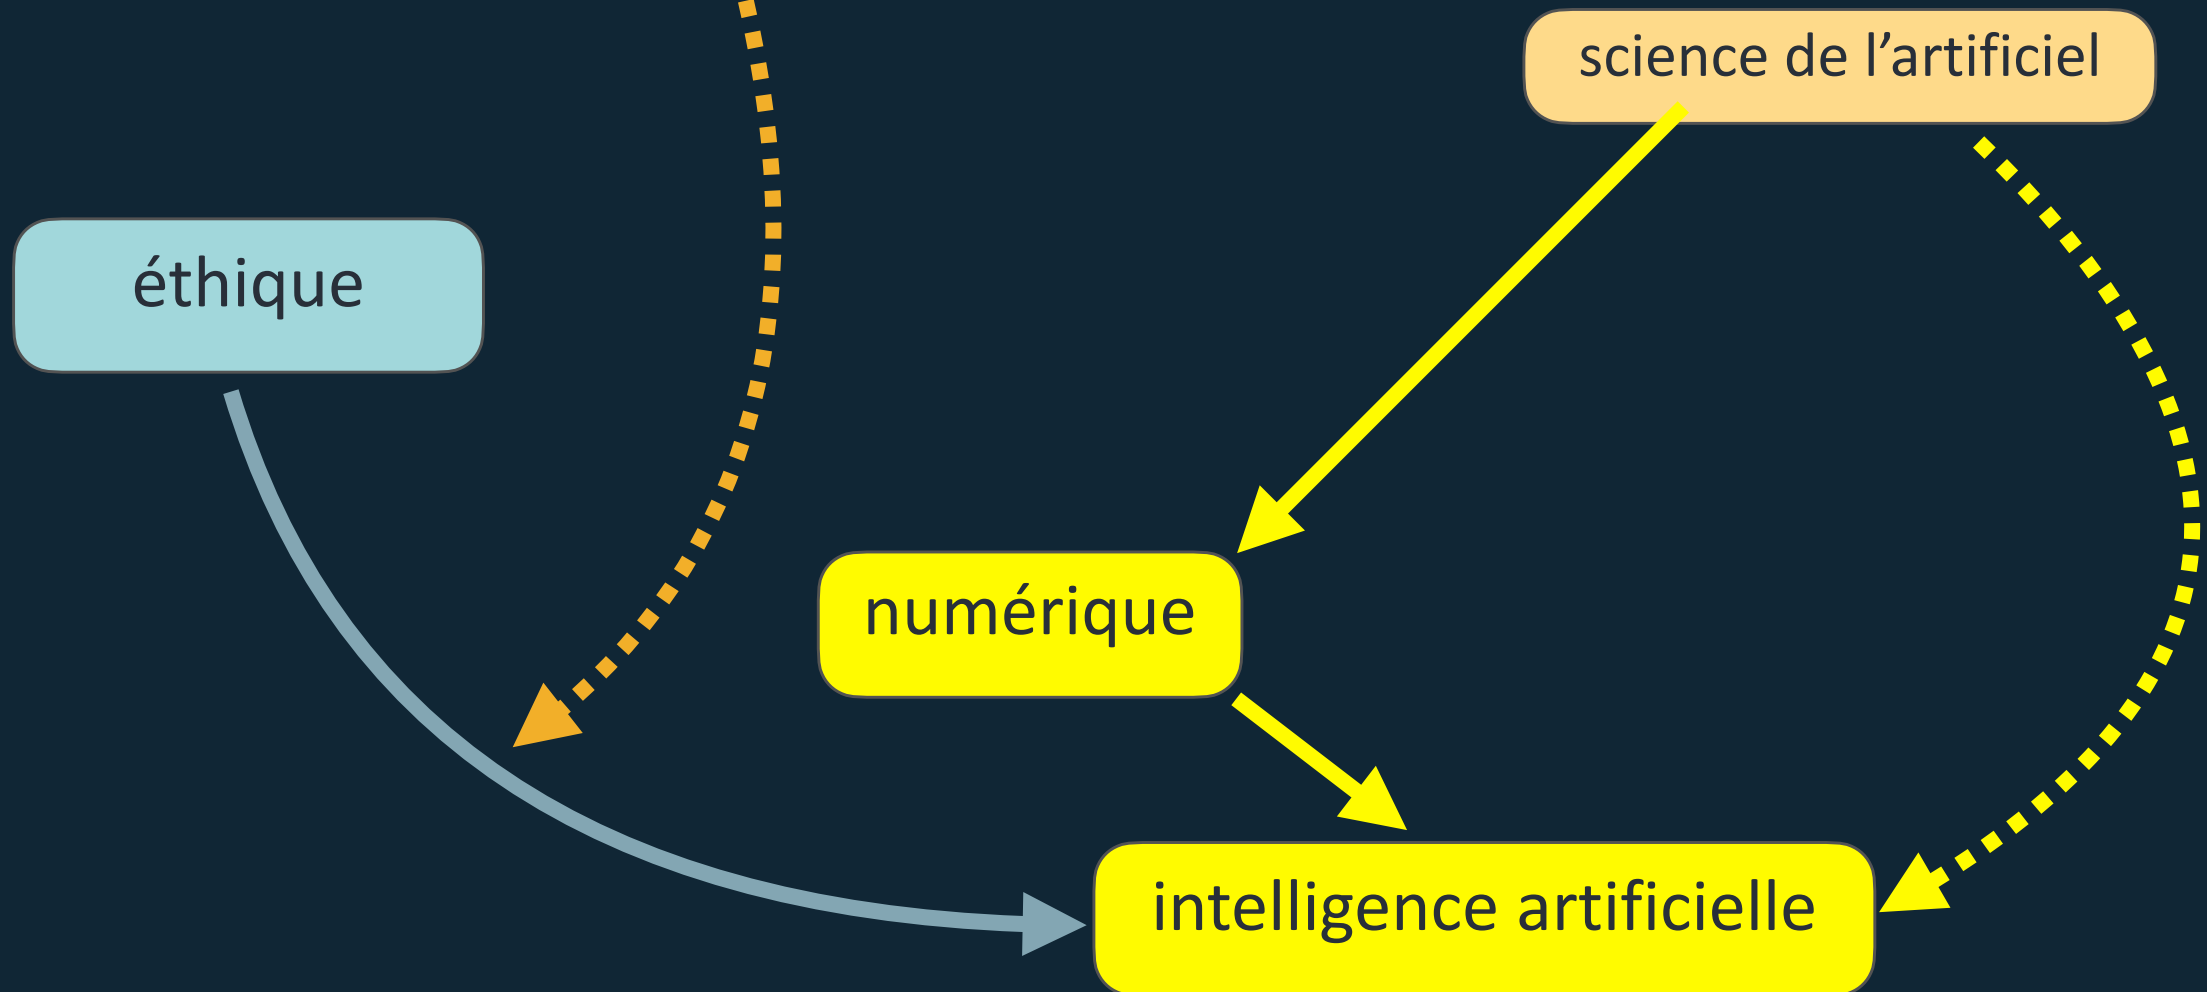 science de l’artificiel
éthique
numérique
intelligence artificielle